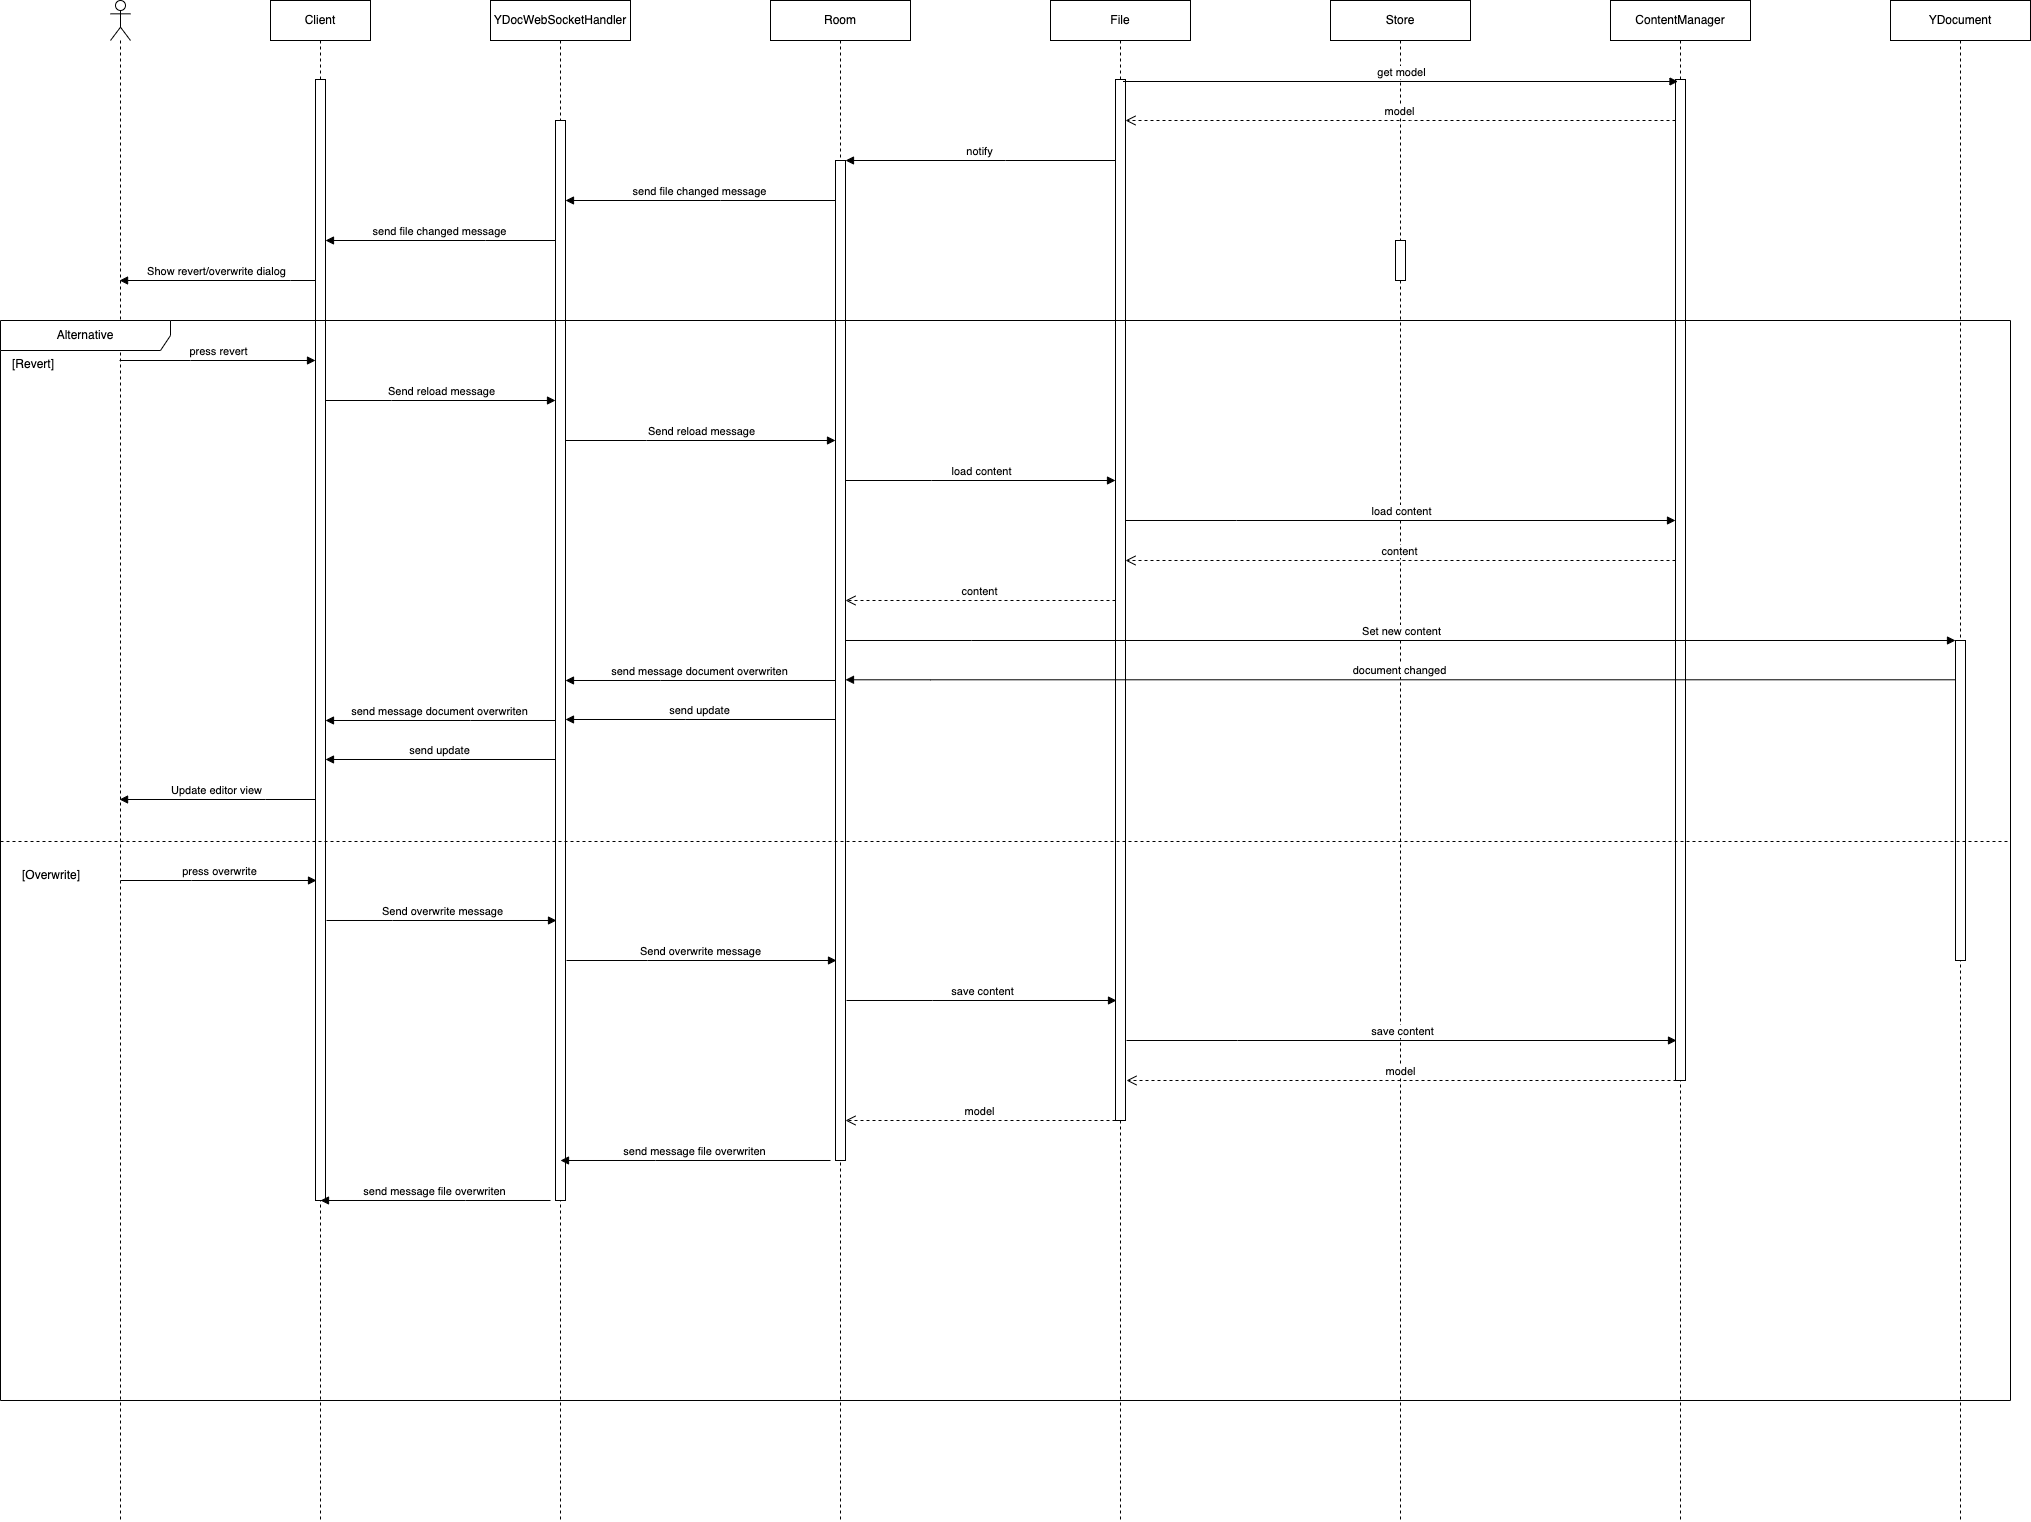 Client
YDocWebSocketHandler
Room
File
Store
ContentManager
YDocument
get model
model
notify
send file changed message
send file changed message
Show revert/overwrite dialog
Alternative
[Revert]
press revert
Send reload message
Send reload message
load content
load content
content
content
Set new content
send message document overwriten
document changed
send message document overwriten
send update
send update
Update editor view
[Overwrite]
press overwrite
Send overwrite message
Send overwrite message
save content
save content
model
model
send message file overwriten
send message file overwriten